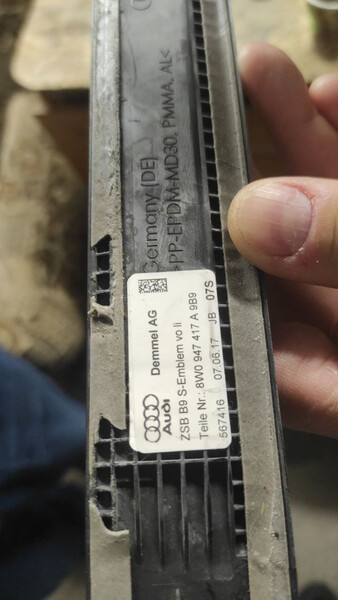 Germany (DE)
>PP-EPDM-MD30, PMMA, AL<
Demmel AG
Audi
ZSB B9 S-Emblem vo li
Teile Nr.: 8W0 947 417 A 9B9
567416 07.06.17 JB 07S